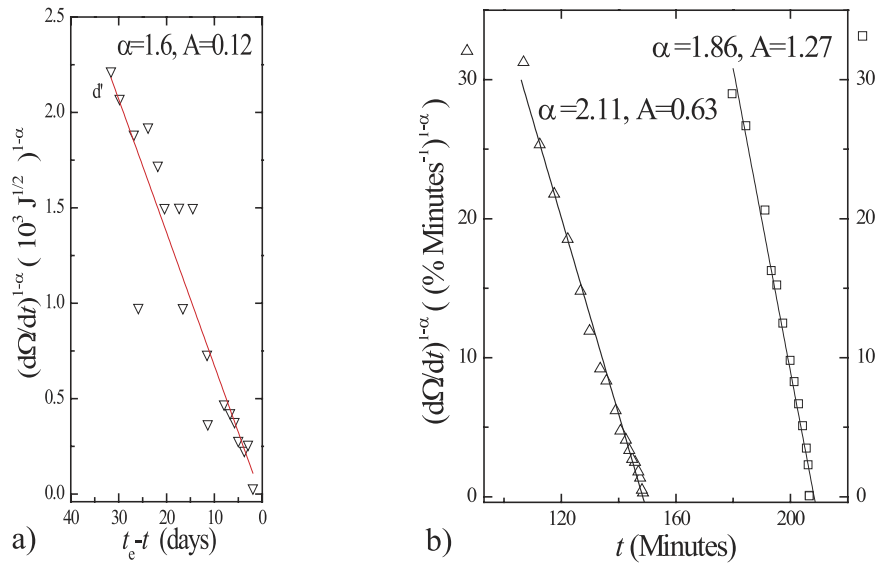 α=1.6, A=0.12
d'
2.5
2.0
1.5
1.0
0.5
0.0
(dΩ/dt)^{1-α} ( 10^3 J^{1/2} )^{1-α}
40 30 20 10 0
t_e-t (days)
a)
α=1.86, A=1.27
α=2.11, A=0.63
30
20
10
0
(dΩ/dt)^{1-α} ( (% Minutes^{-1})^{1-α}
30
20
10
0
120 160 200
t (Minutes)
b)